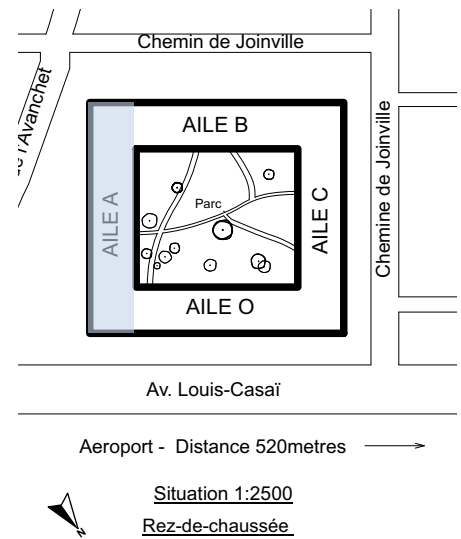 Chemin de Joinville
l'Avanchet
AILE B
AILE A
Parc
AILE C
Chemine de Joinville
AILE O
Av. Louis-Casaï
Aeroport - Distance 520metres
Situation 1:2500
Rez-de-chaussée
N